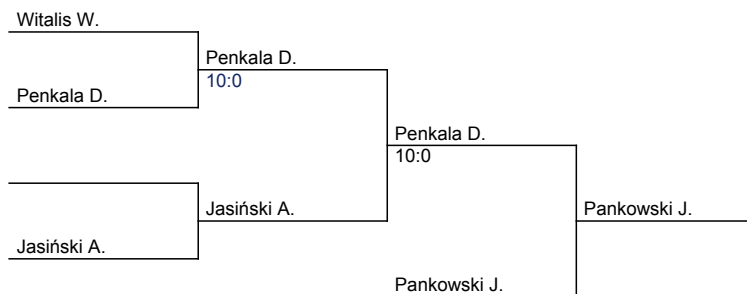 Witalis W.
Penkala D.
10:0
Penkala D.
Penkala D.
10:0
Jasiński A.
Pankowski J.
Jasiński A.
Pankowski J.